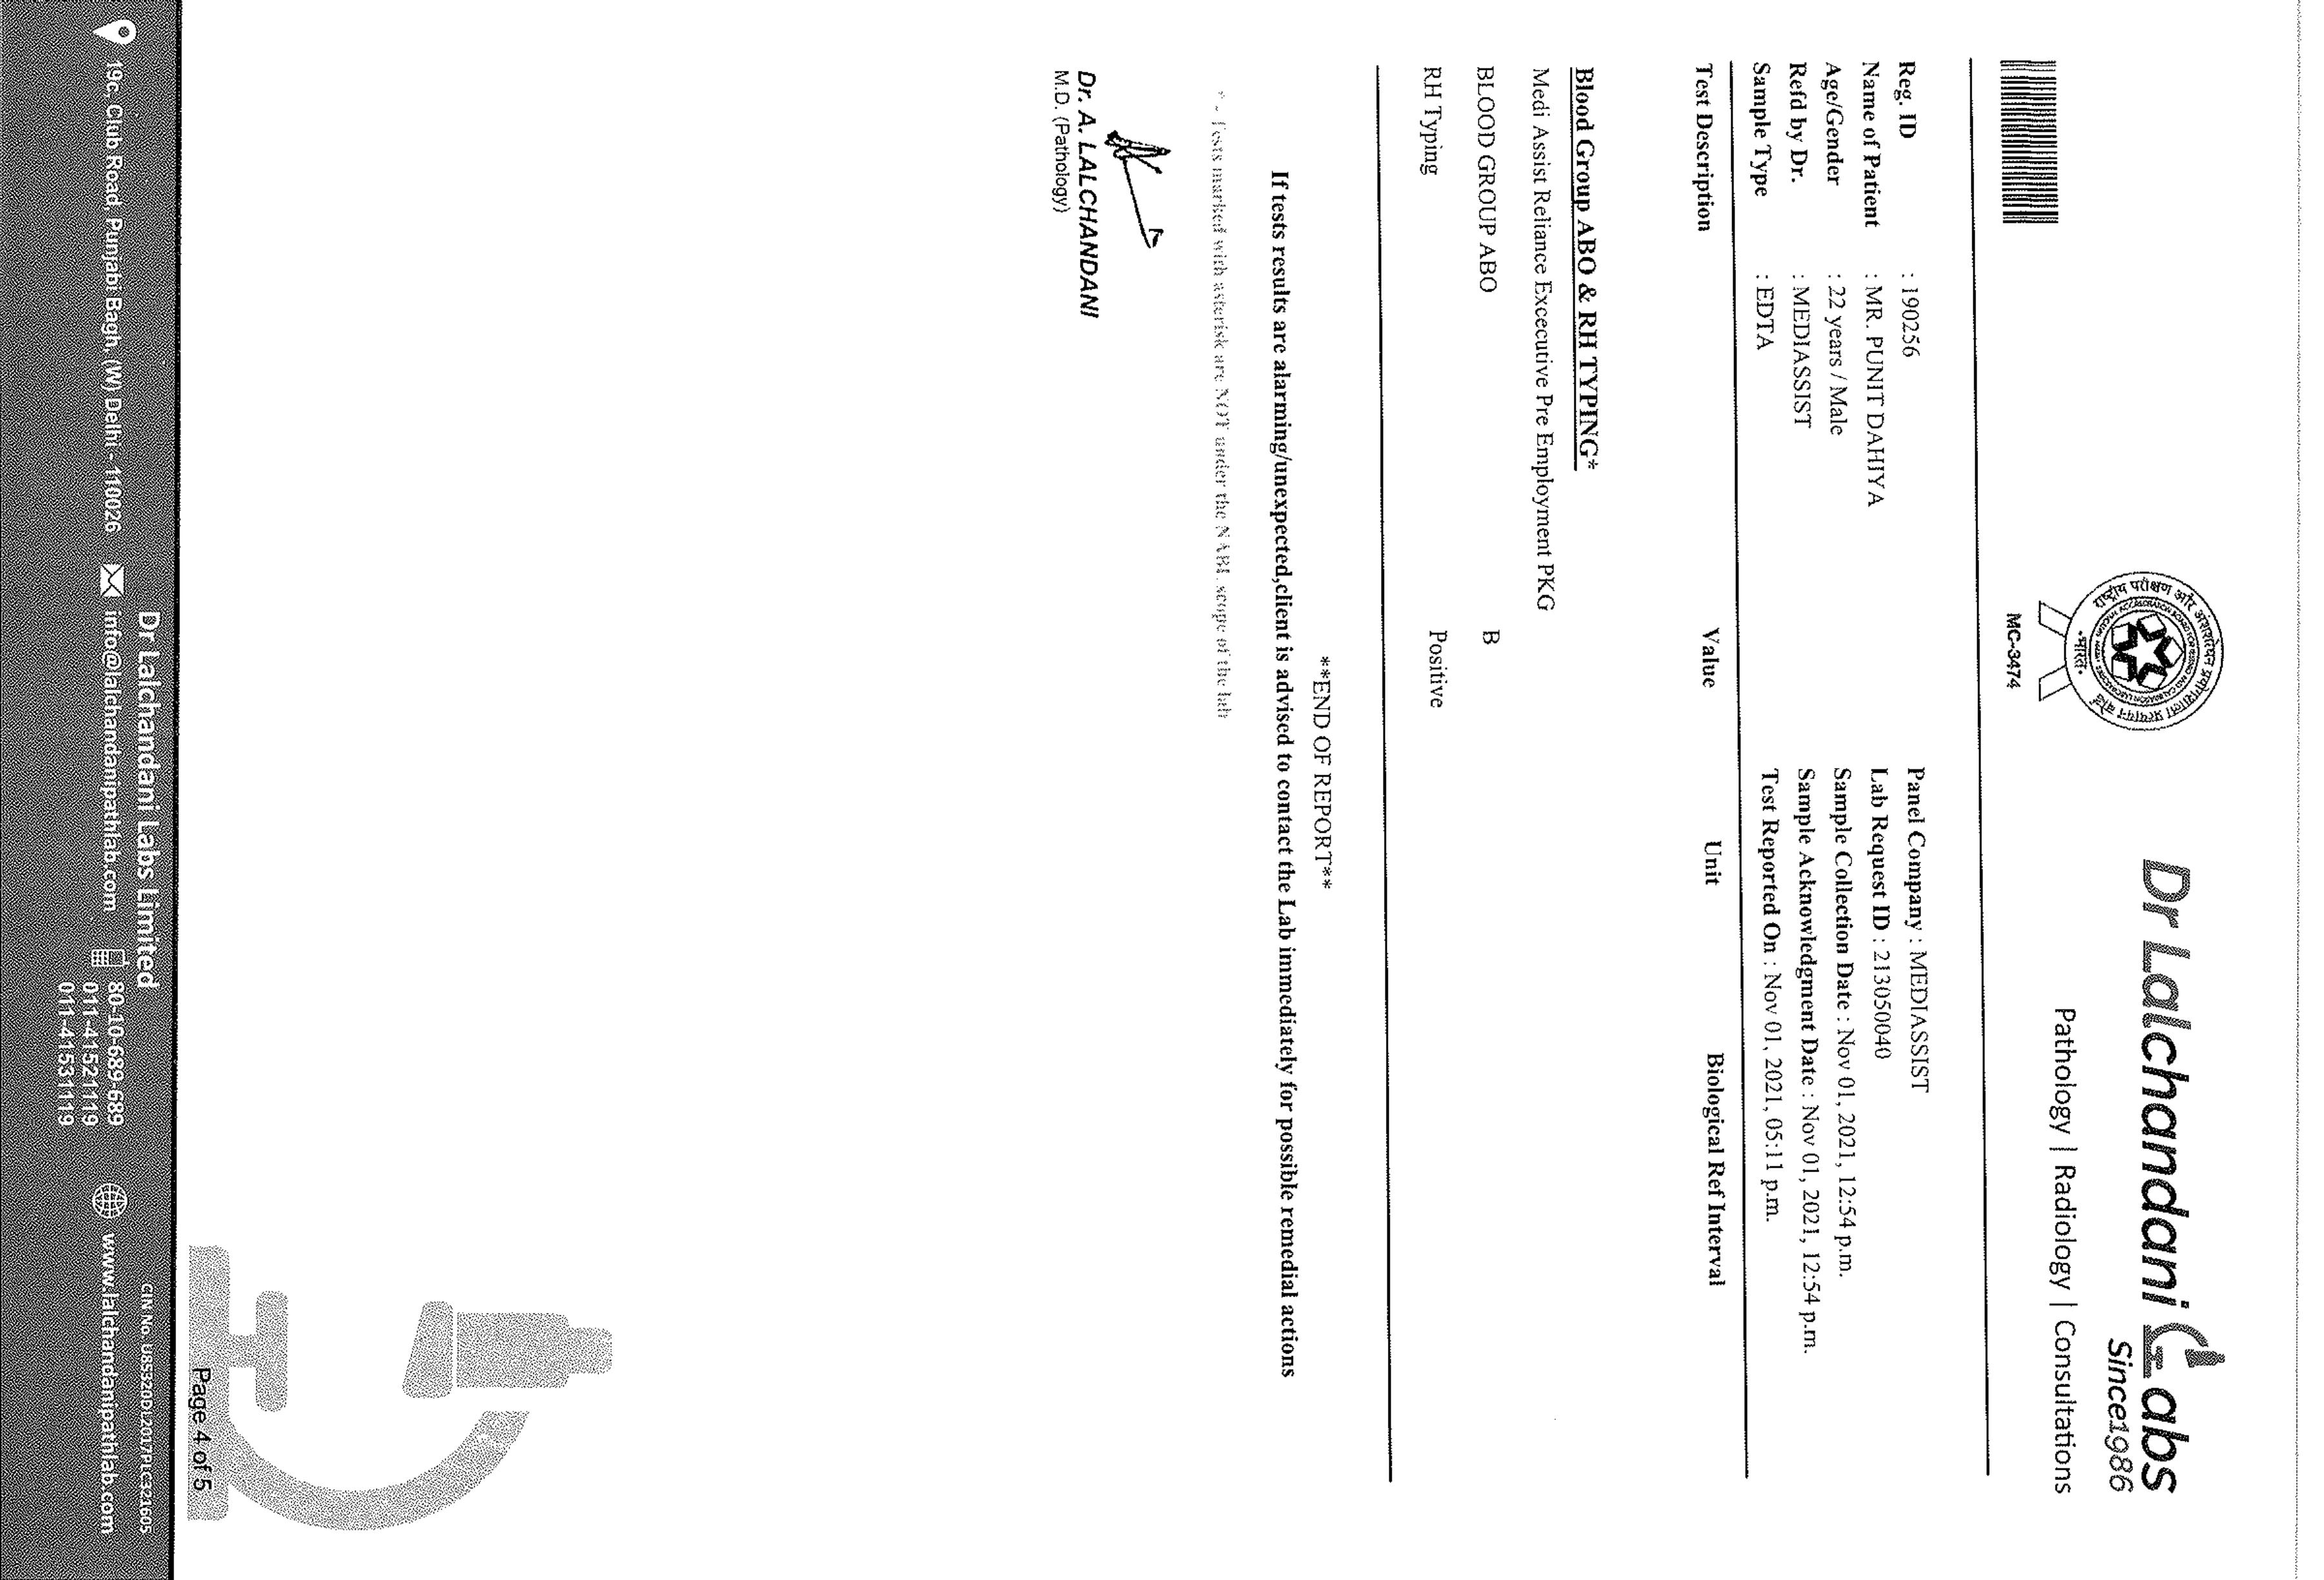 राष्ट्रीय परीक्षण और अंशशोधन प्रयोगशाला प्रत्यायन बोर्ड
भारत
MC-3474
Dr Lalchandani Labs
Since1986
Pathology | Radiology | Consultations
Reg. ID : 190256
Name of Patient : MR. PUNIT DAHIYA
Age/Gender : 22 years / Male
Refd by Dr. : MEDIASSIST
Sample Type : EDTA
Panel Company : MEDIASSIST
Lab Request ID : 213050040
Sample Collection Date : Nov 01, 2021, 12:54 p.m.
Sample Acknowledgment Date : Nov 01, 2021, 12:54 p.m.
Test Reported On : Nov 01, 2021, 05:11 p.m.
Test Description Value Unit Biological Ref Interval
Blood Group ABO & RH TYPING*
Medi Assist Reliance Excecutive Pre Employment PKG
BLOOD GROUP ABO B
RH Typing Positive
**END OF REPORT**
If tests results are alarming/unexpected,client is advised to contact the Lab immediately for possible remedial actions
* - Tests marked with asterisk are NOT under the NABL scope of the lab
Dr. A. LALCHANDANI
M.D. (Pathology)
Page 4 of 5
Dr Lalchandani Labs Limited
CIN No. U85320DL2017PLC321605
19c, Club Road, Punjabi Bagh, (W) Delhi - 110026
info@lalchandanipathlab.com
80-10-689-689
011-41521119
011-41531119
www.lalchandanipathlab.com